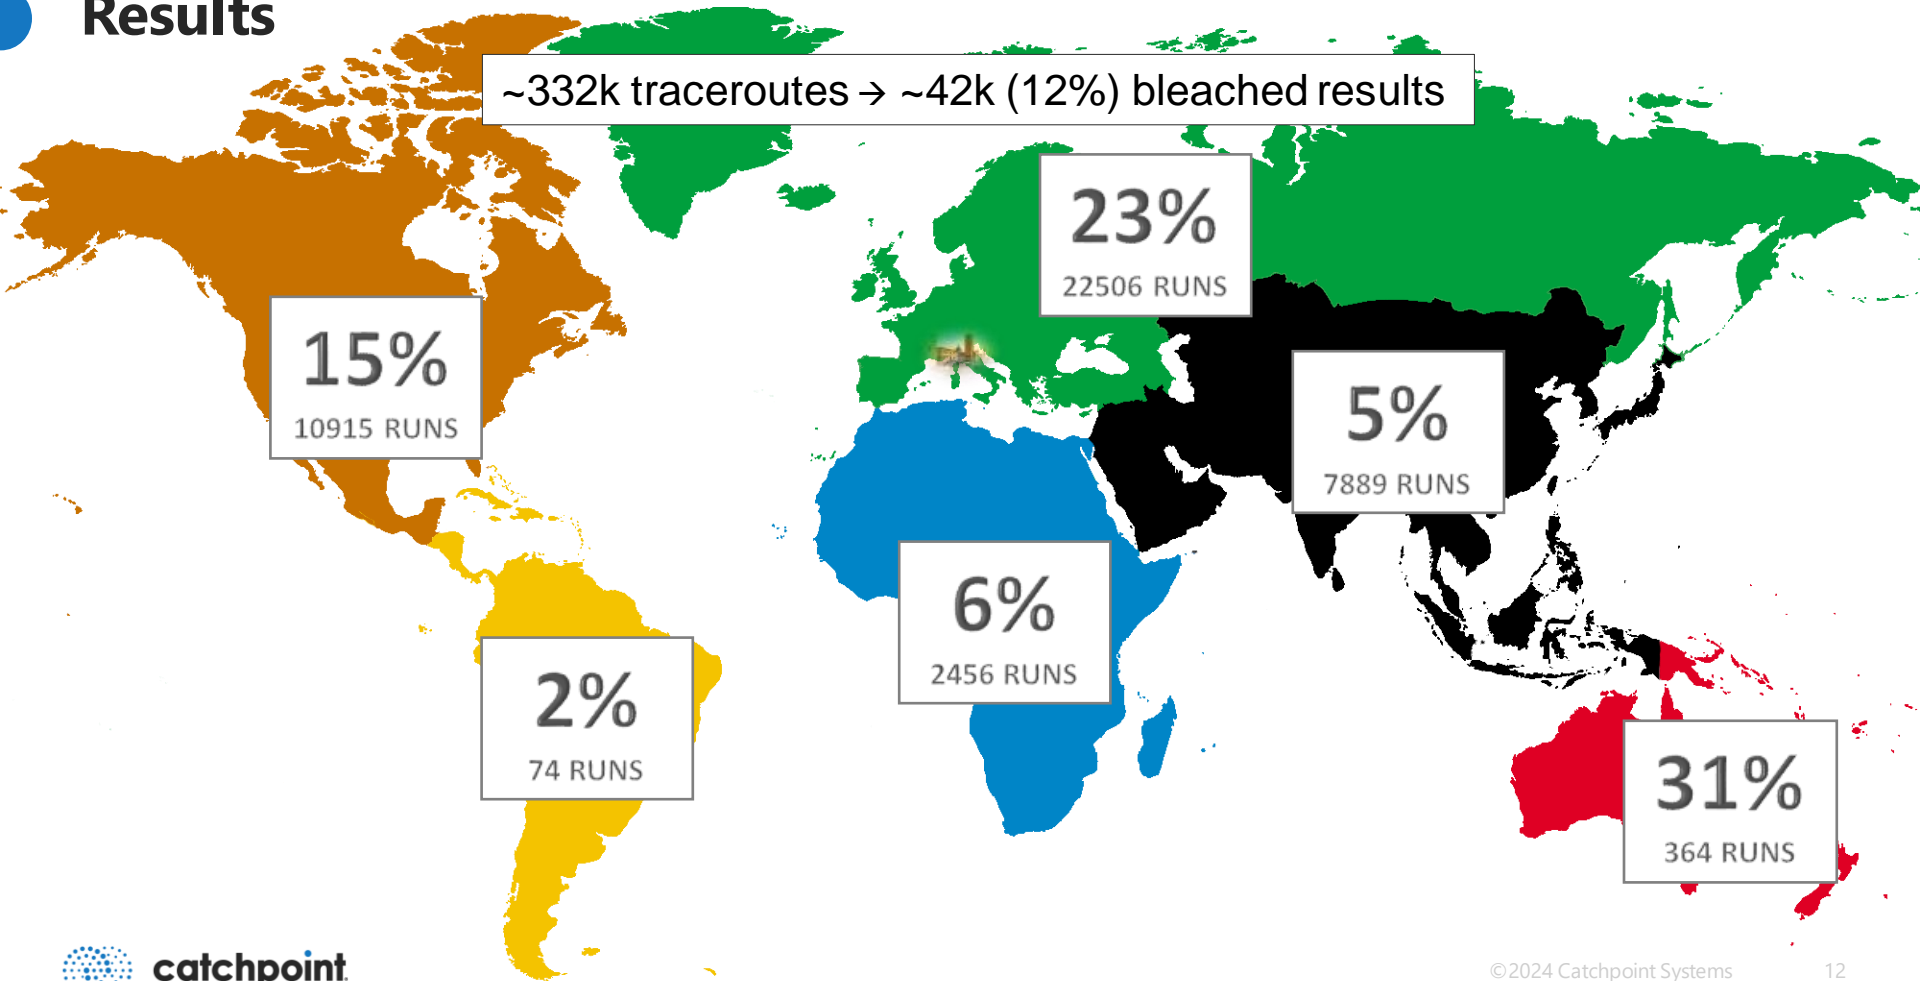 Results
~332k traceroutes → ~42k (12%) bleached results
23%
22506 RUNS
15%
10915 RUNS
5%
7889 RUNS
6%
2456 RUNS
2%
74 RUNS
31%
364 RUNS
catchpoint
©2024 Catchpoint Systems
12